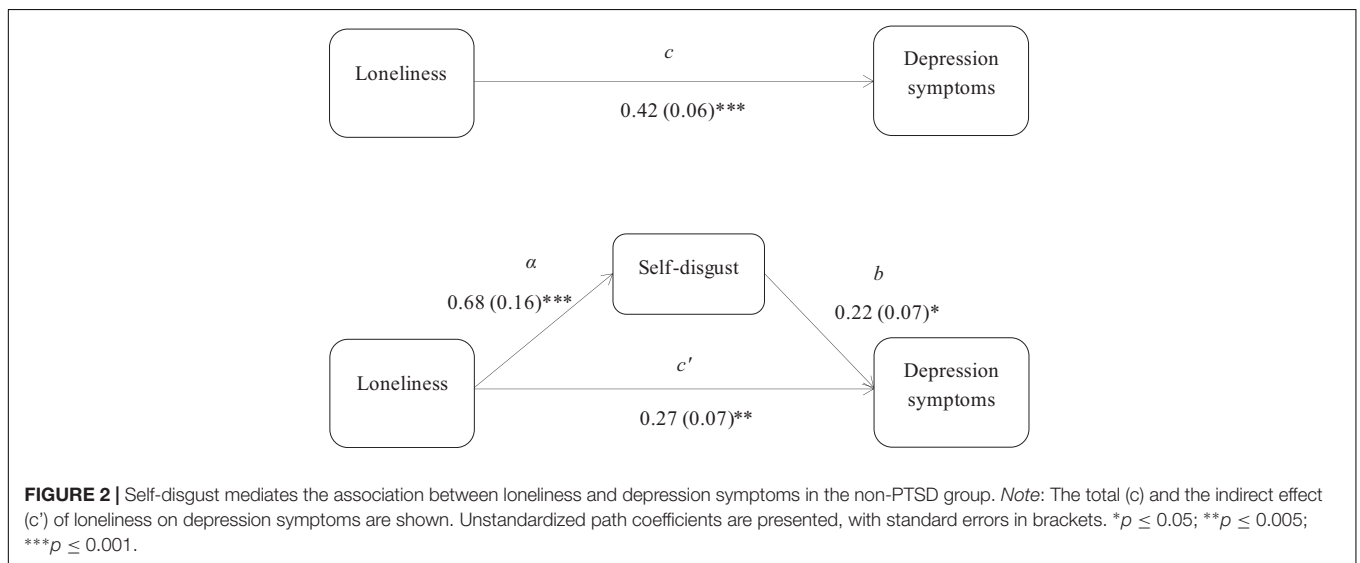 c
Loneliness
Depression
symptoms
0.42 (0.06)***
Self-disgust
α
0.68 (0.16)***
b
0.22 (0.07)*
Loneliness
c′
Depression
symptoms
0.27 (0.07)**
FIGURE 2 | Self-disgust mediates the association between loneliness and depression symptoms in the non-PTSD group. Note: The total (c) and the indirect effect
(c’) of loneliness on depression symptoms are shown. Unstandardized path coefficients are presented, with standard errors in brackets. *p ≤ 0.05; **p ≤ 0.005;
***p ≤ 0.001.